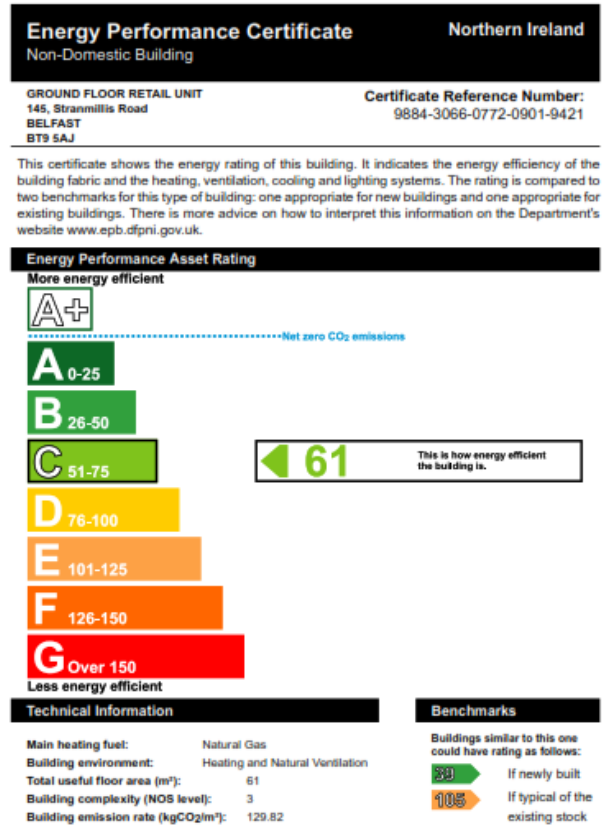 Energy Performance Certificate
Northern Ireland
Non-Domestic Building
GROUND FLOOR RETAIL UNIT
145, Stranmillis Road
BELFAST
BT9 5AJ
Certificate Reference Number:
9884-3066-0772-0901-9421
This certificate shows the energy rating of this building. It indicates the energy efficiency of the
building fabric and the heating, ventilation, cooling and lighting systems. The rating is compared to
two benchmarks for this type of building: one appropriate for new buildings and one appropriate for
existing buildings. There is more advice on how to interpret this information on the Department's
website www.epb.dfpni.gov.uk.
Energy Performance Asset Rating
More energy efficient
A+
Net zero CO₂ emissions
A 0-25
B 26-50
C 51-75
61
This is how energy efficient
the building is.
D 76-100
E 101-125
F 126-150
G Over 150
Less energy efficient
Technical Information
Main heating fuel: Natural Gas
Building environment: Heating and Natural Ventilation
Total useful floor area (m²): 61
Building complexity (NOS level): 3
Building emission rate (kgCO₂/m²): 129.82
Benchmarks
Buildings similar to this one
could have rating as follows:
39 If newly built
105 If typical of the
existing stock